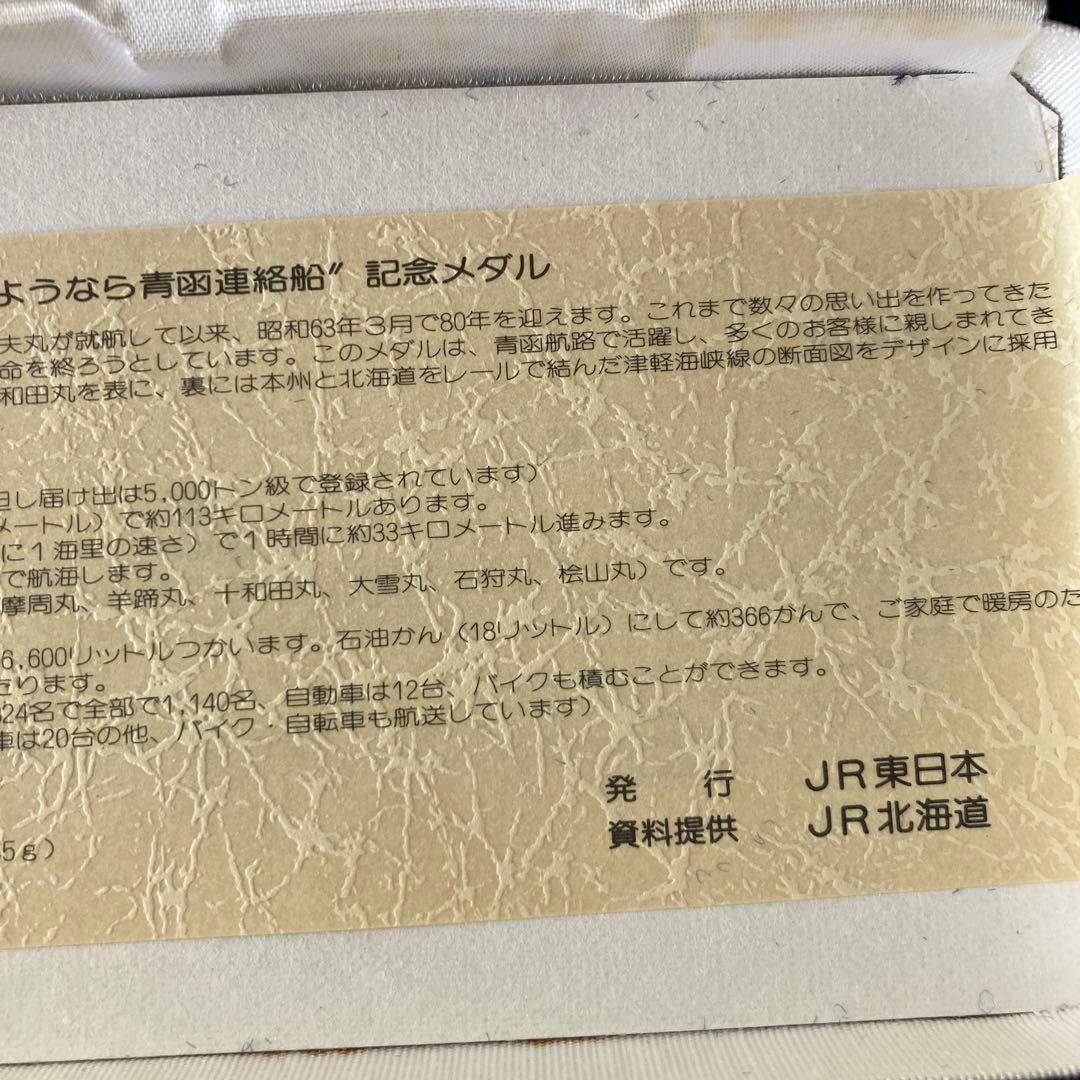 ようなら青函連絡船〞記念メダル
夫丸が就航して以来、昭和63年3月で80年を迎えます。これまで数々の思い出を作ってきた
命を終ろうとしています。このメダルは、青函航路で活躍し、多くのお客様に親しまれてき
和田丸を表に、裏には本州と北海道をレールで結んだ津軽海峡線の断面図をデザインに採用
但し届け出は5,000トン級で登録されています)
メートル)で約113キロメートルあります。
に1海里の速さ)で1時間に約33キロメートル進みます。
で航海します。
摩周丸、羊蹄丸、十和田丸、大雪丸、石狩丸、桧山丸)です。
6,600リットルつかいます。石油かん(18リットル)にして約366かんで、ご家庭で暖房のた
たります。
024名で全部で1,140名、自動車は12台、バイクも積むことができます。
車は20台の他、バイク・自転車も航送しています)
発行 JR東日本
資料提供 JR北海道
5g)